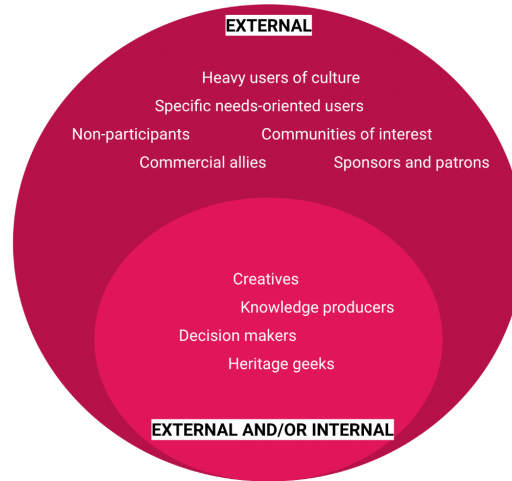 EXTERNAL
Heavy users of culture
Specific needs-oriented users
Non-participants Communities of interest
Commercial allies Sponsors and patrons
Creatives
Knowledge producers
Decision makers
Heritage geeks
EXTERNAL AND/OR INTERNAL